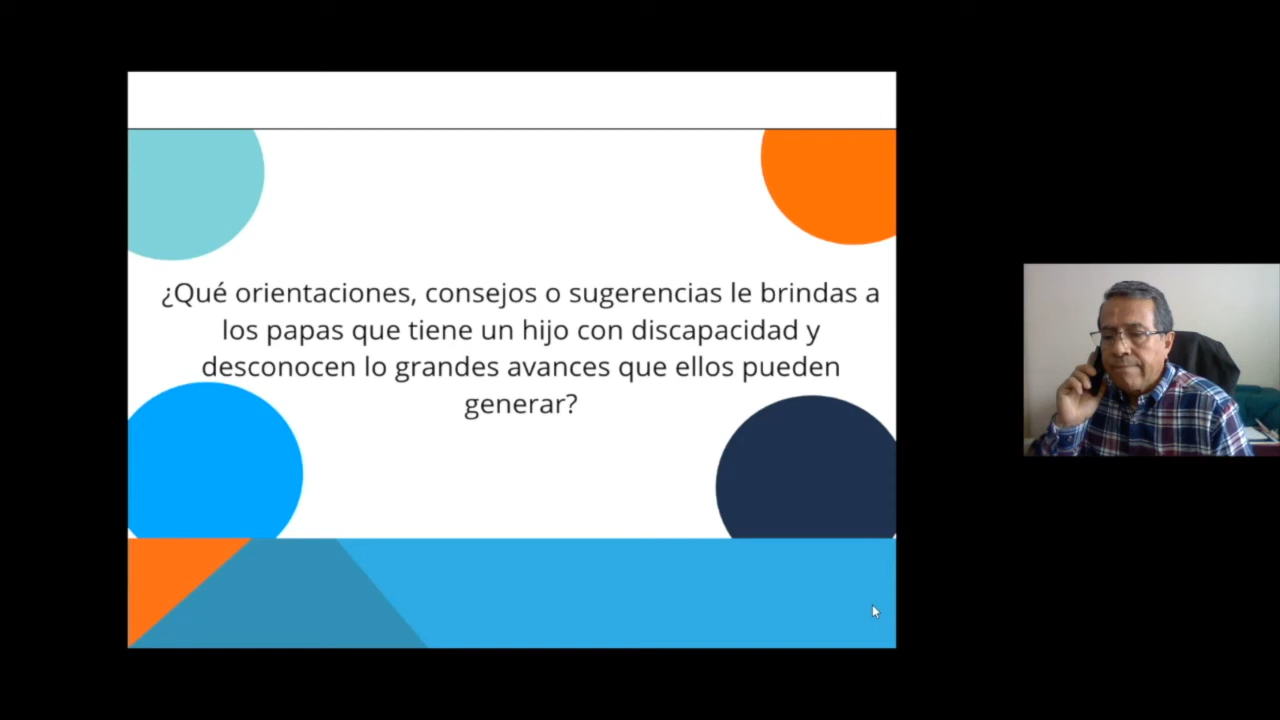 ¿Qué orientaciones, consejos o sugerencias le brindas a
los papas que tiene un hijo con discapacidad y
desconocen lo grandes avances que ellos pueden
generar?